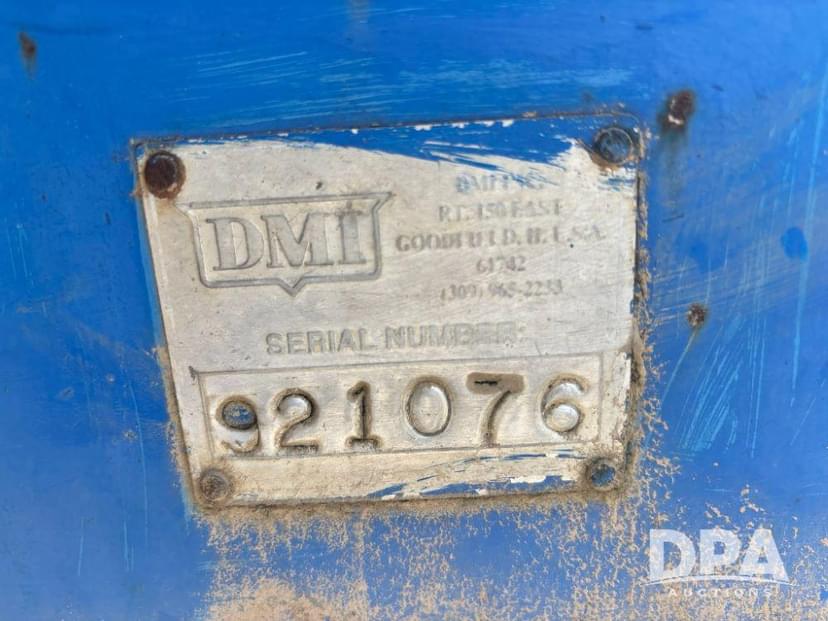 DMI
DMI INC.
RT. 150 EAST
GOODFIELD, IL U.S.A.
61742
(309) 965-2233
SERIAL NUMBER:
921076
DPA
AUCTIONS